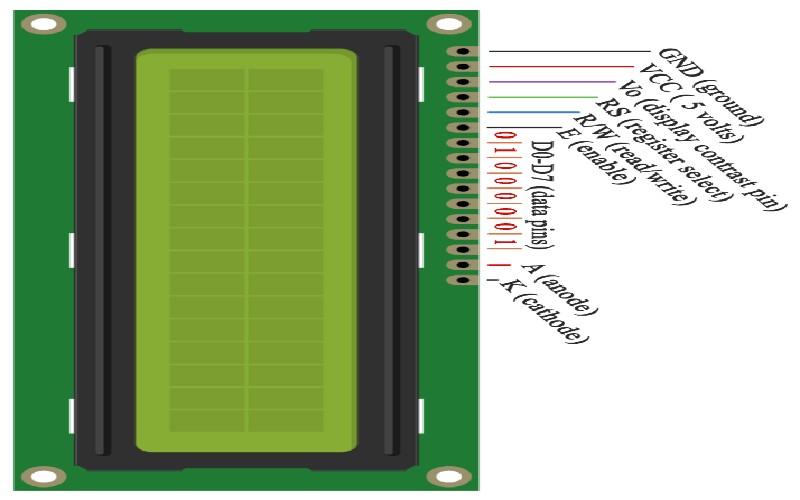 GND (ground)
VCC ( 5 volts)
Vo (display contrast pin)
RS (register select)
R/W (read/write)
E (enable)
0 1 0 0 0 0 0 1
D0-D7 (data pins)
A (anode)
K (cathode)